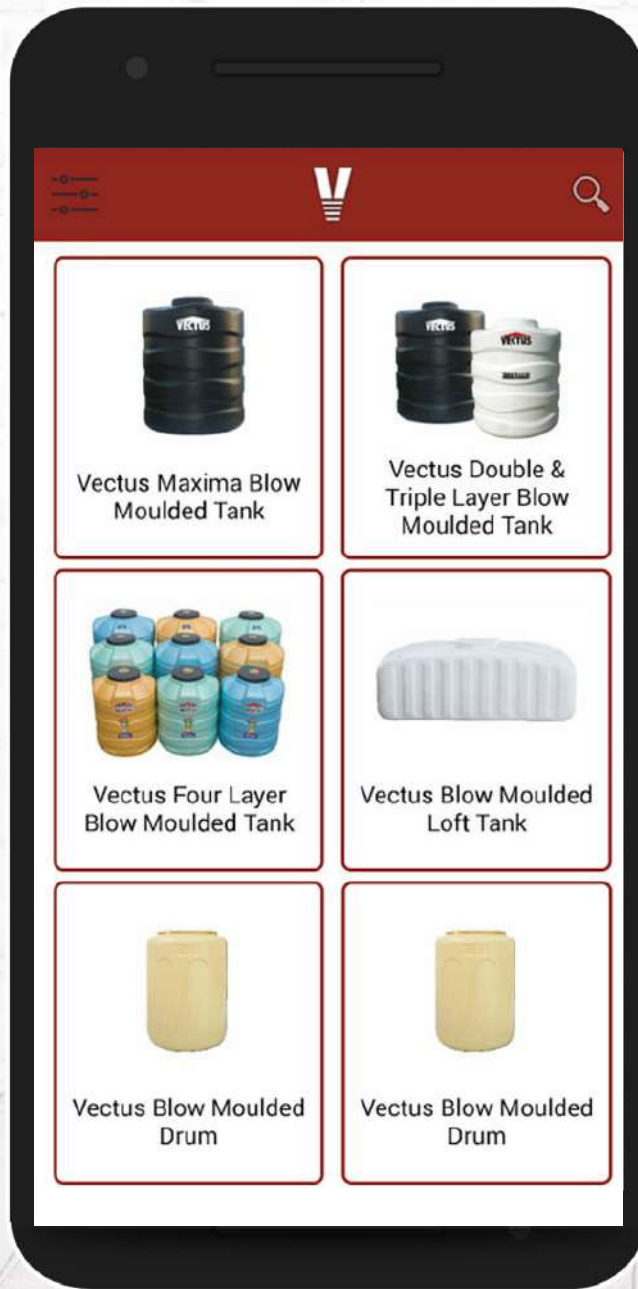 V
VECTUS
VECTUS
VECTUS
Vectus Maxima Blow
Moulded Tank
Vectus Double &
Triple Layer Blow
Moulded Tank
Vectus Four Layer
Blow Moulded Tank
Vectus Blow Moulded
Loft Tank
Vectus Blow Moulded
Drum
Vectus Blow Moulded
Drum